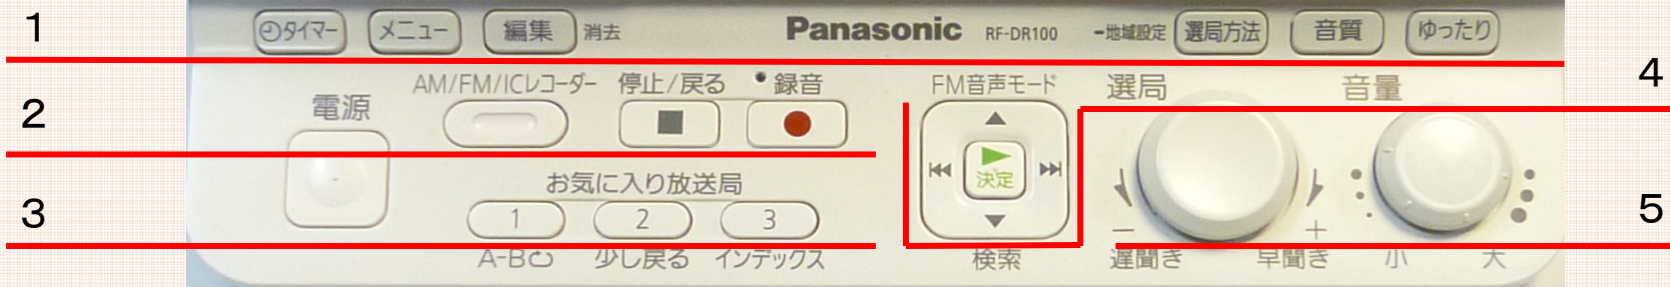 1 タイマー メニュー 編集 消去 Panasonic RF-DR100 -地域設定 選局方法 音質 ゆったり
AM/FM/ICレコーダー 停止/戻る 録音 FM音声モード 選局 音量 4
2 電源
決定
お気に入り放送局
3 1 2 3 5
− +
A-B 少し戻る インデックス 検索 遅聞き 早聞き 小 大